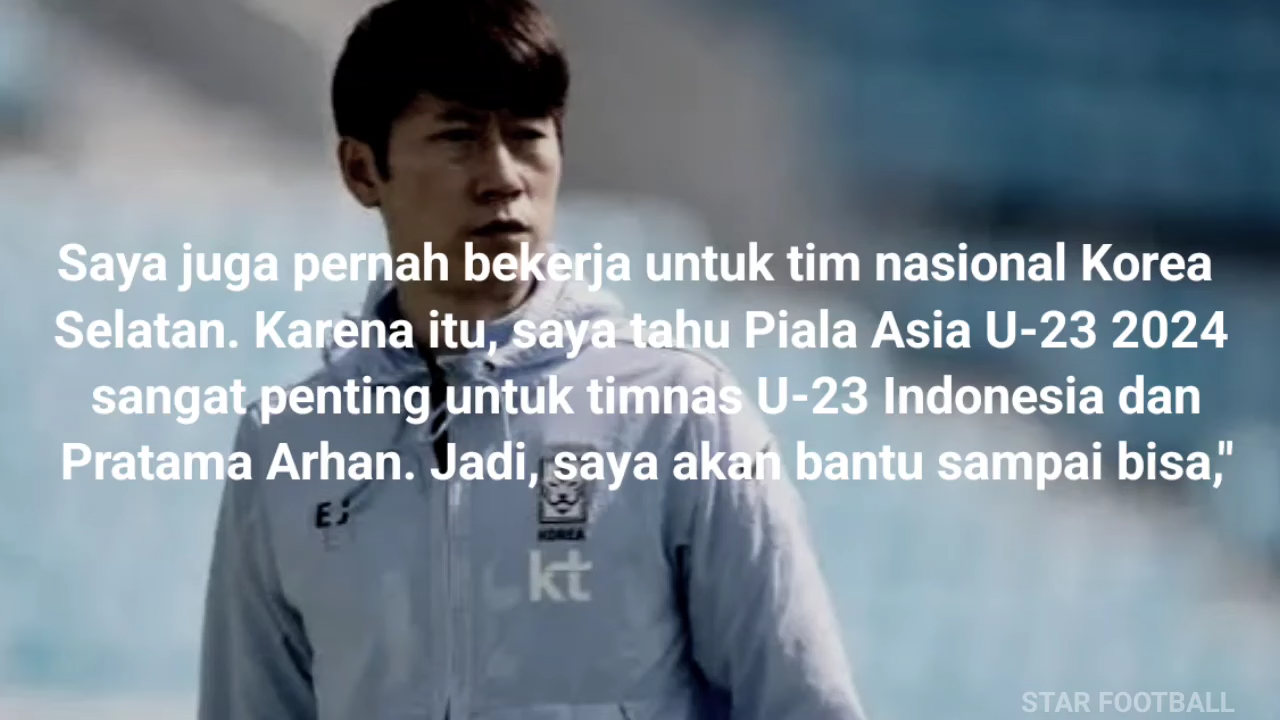 Saya juga pernah bekerja untuk tim nasional Korea
Selatan. Karena itu, saya tahu Piala Asia U-23 2024
sangat penting untuk timnas U-23 Indonesia dan
Pratama Arhan. Jadi, saya akan bantu sampai bisa,"
EJ
KOREA
kt
STAR FOOTBALL